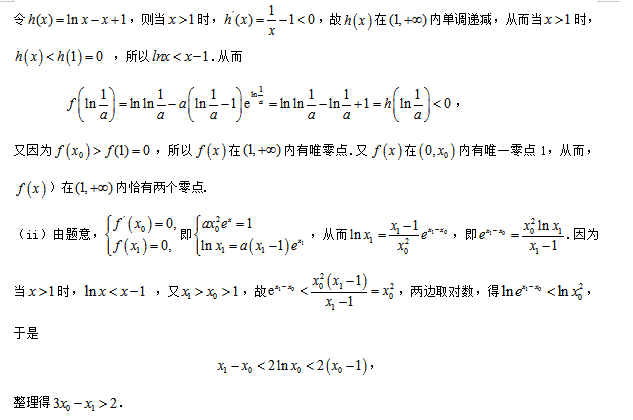 令 h(x)=ln x−x+1，则当 x>1 时，h′(x)=1/x−1<0，故 h(x) 在 (1,+∞) 内单调递减，从而当 x>1 时，
h(x)<h(1)=0 ，所以 lnx<x−1.从而
f(ln 1/a)=ln ln 1/a−a(ln 1/a−1)e^{ln 1/a}=ln ln 1/a−ln 1/a+1=h(ln 1/a)<0，
又因为 f(x₀)>f(1)=0，所以 f(x) 在 (1,+∞) 内有唯零点.又 f(x) 在 (0,x₀) 内有唯一零点 1，从而，
f(x)）在 (1,+∞) 内恰有两个零点.
（ii）由题意，{f′(x₀)=0, f(x₁)=0, 即 {ax₀²eˣ=1 ln x₁=a(x₁−1)e^{x₁} ，从而 ln x₁=(x₁−1)/x₀² e^{x₁−x₀}，即 e^{x₁−x₀}=x₀² ln x₁/(x₁−1).因为
当 x>1 时，ln x<x−1 ，又 x₁>x₀>1，故 e^{x₁−x₀}<x₀²(x₁−1)/(x₁−1)=x₀²，两边取对数，得 ln e^{x₁−x₀}<ln x₀²，
于是
x₁−x₀<2ln x₀<2(x₀−1)，
整理得 3x₀−x₁>2．